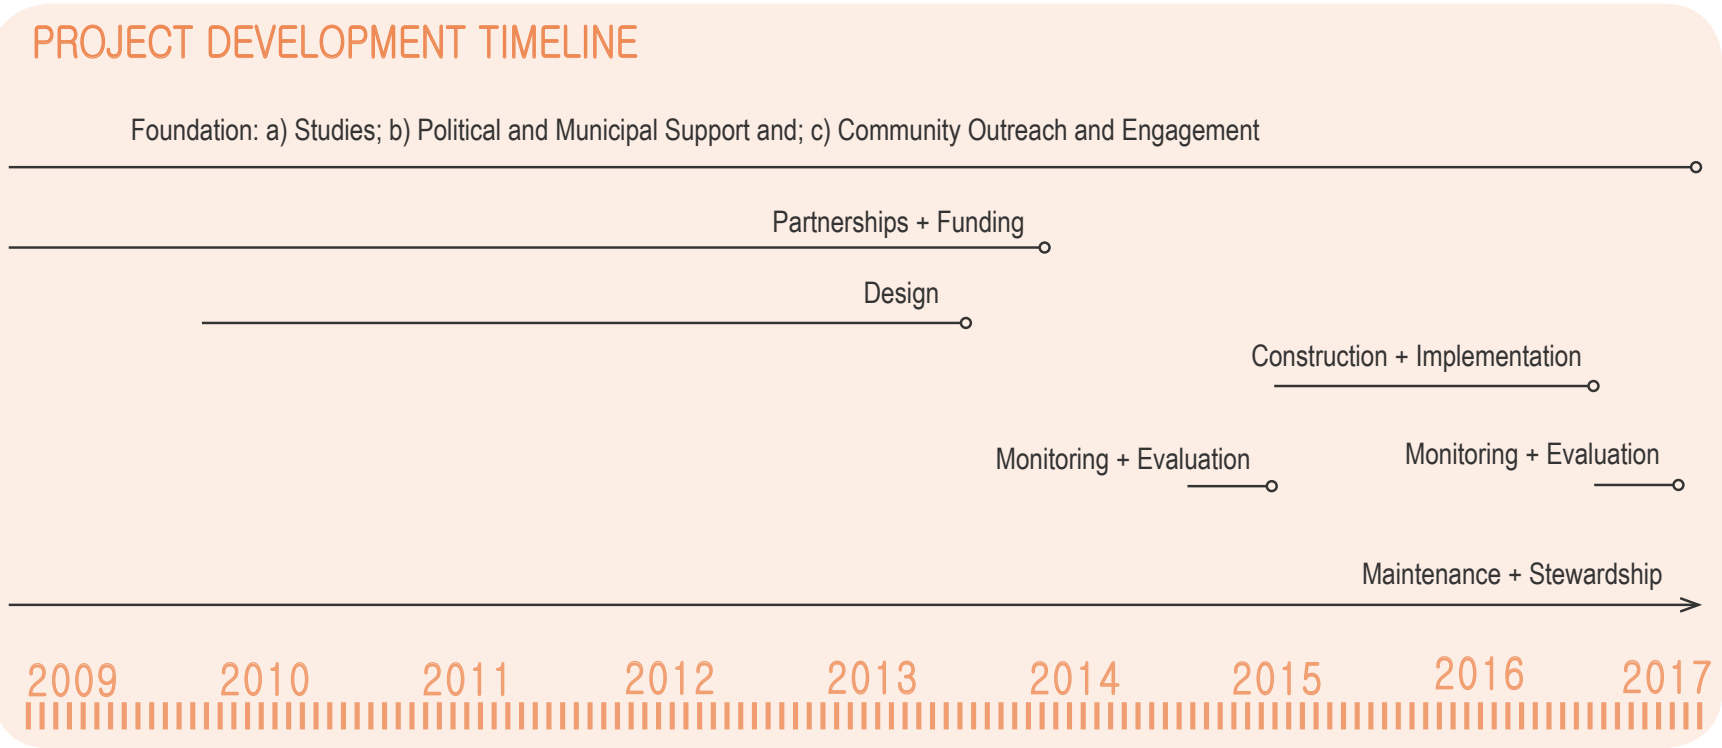 PROJECT DEVELOPMENT TIMELINE
Foundation: a) Studies; b) Political and Municipal Support and; c) Community Outreach and Engagement
Partnerships + Funding
Design
Construction + Implementation
Monitoring + Evaluation
Monitoring + Evaluation
Maintenance + Stewardship
2009 2010 2011 2012 2013 2014 2015 2016 2017